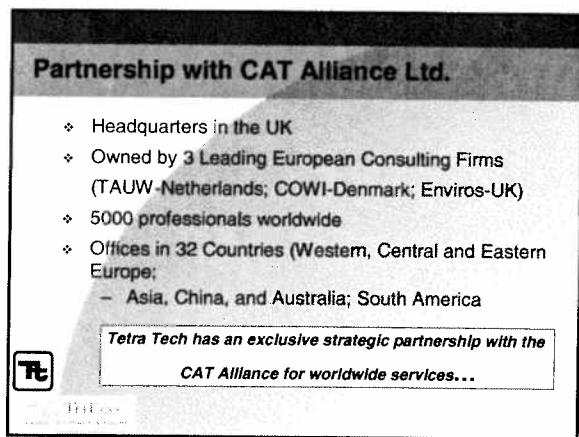 Partnership with CAT Alliance Ltd.
❖ Headquarters in the UK
❖ Owned by 3 Leading European Consulting Firms
(TAUW-Netherlands; COWI-Denmark; Enviros-UK)
❖ 5000 professionals worldwide
❖ Offices in 32 Countries (Western, Central and Eastern
Europe;
– Asia, China, and Australia; South America
Tetra Tech has an exclusive strategic partnership with the
CAT Alliance for worldwide services...
Tt